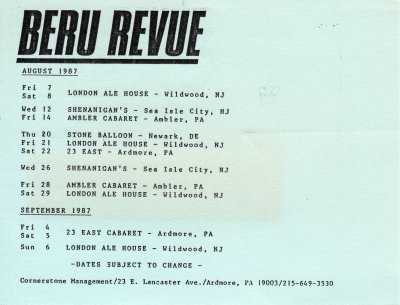 BERU REVUE
AUGUST 1987
Fri 7
Sat 8 LONDON ALE HOUSE - Wildwood, NJ
Wed 12 SHENANIGAN'S - Sea Isle City, NJ
Fri 14 AMBLER CABARET - Ambler, PA
Thu 20 STONE BALLOON - Newark, DE
Fri 21 LONDON ALE HOUSE - Wildwood, NJ
Sat 22 23 EAST - Ardmore, PA
Wed 26 SHENANIGAN'S - Sea Isle City, NJ
Fri 28 AMBLER CABARET - Ambler, PA
Sat 29 LONDON ALE HOUSE - Wildwood, NJ
SEPTEMBER 1987
Fri 4
Sat 5 23 EAST CABARET - Ardmore, PA
Sun 6 LONDON ALE HOUSE - Wildwood, NJ
-DATES SUBJECT TO CHANGE -
Cornerstone Management/23 E. Lancaster Ave./Ardmore, PA 19003/215-649-3530